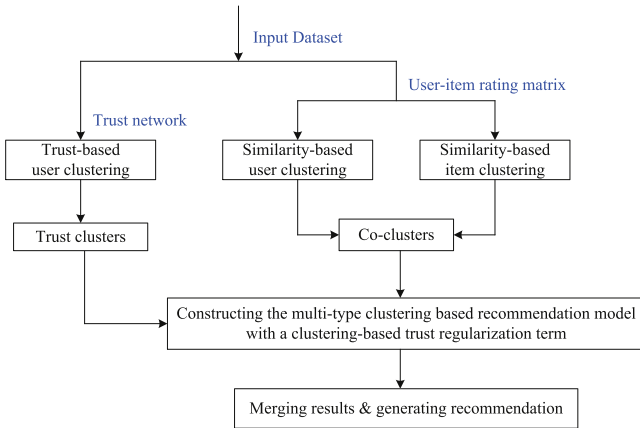 Input Dataset
User-item rating matrix
Trust network
Trust-based
user clustering
Similarity-based
user clustering
Similarity-based
item clustering
Trust clusters
Co-clusters
Constructing the multi-type clustering based recommendation model
with a clustering-based trust regularization term
Merging results & generating recommendation